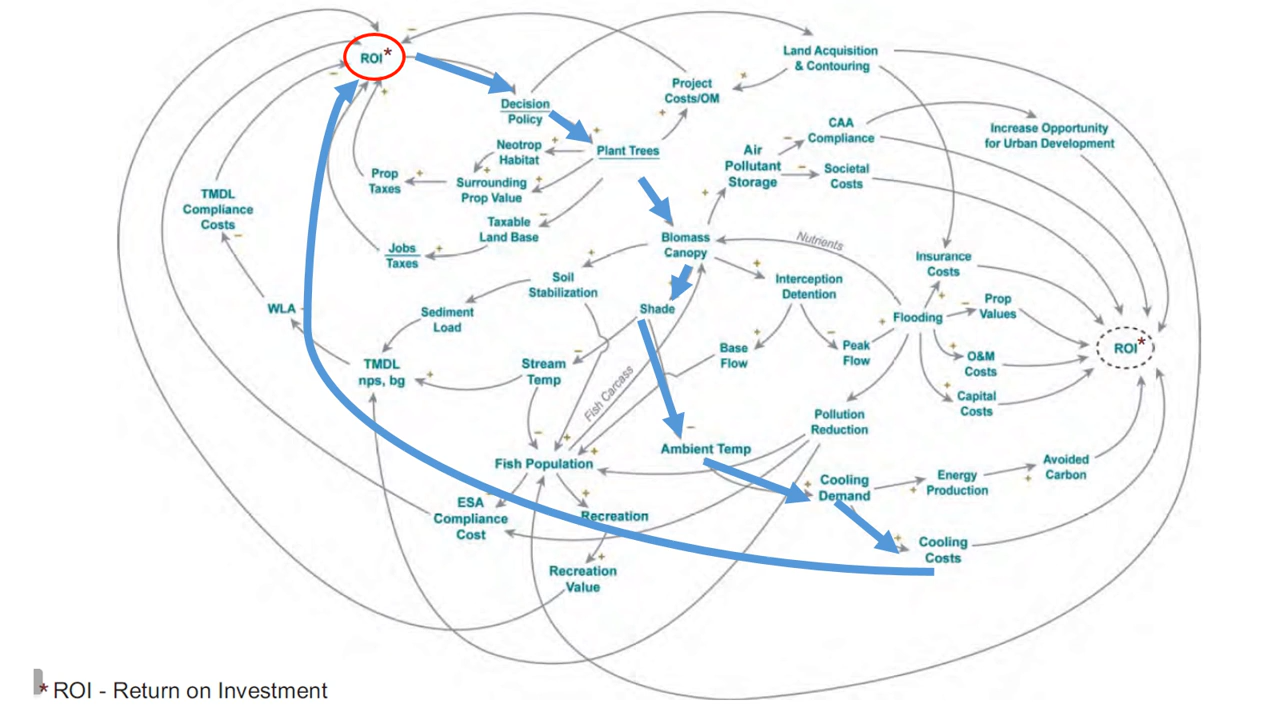 ROI*
Land Acquisition
& Contouring
Project
Costs/OM
Decision
Policy
CAA
Compliance
Increase Opportunity
for Urban Development
Plant Trees
Neotrop
Habitat
Air
Pollutant
Storage
Societal
Costs
Prop
Taxes
Surrounding
Prop Value
TMDL
Compliance
Costs
Taxable
Land Base
Biomass
Canopy
Nutrients
Jobs
Taxes
Insurance
Costs
Soil
Stabilization
Interception
Detention
Prop
Values
WLA
Sediment
Load
Shade
Flooding
Base
Flow
Peak
Flow
ROI*
O&M
Costs
TMDL
nps, bg
Stream
Temp
Fish Carcass
Capital
Costs
Pollution
Reduction
Ambient Temp
Fish Population
Cooling
Demand
Energy
Production
Avoided
Carbon
ESA
Compliance
Cost
Recreation
Cooling
Costs
Recreation
Value
* ROI - Return on Investment